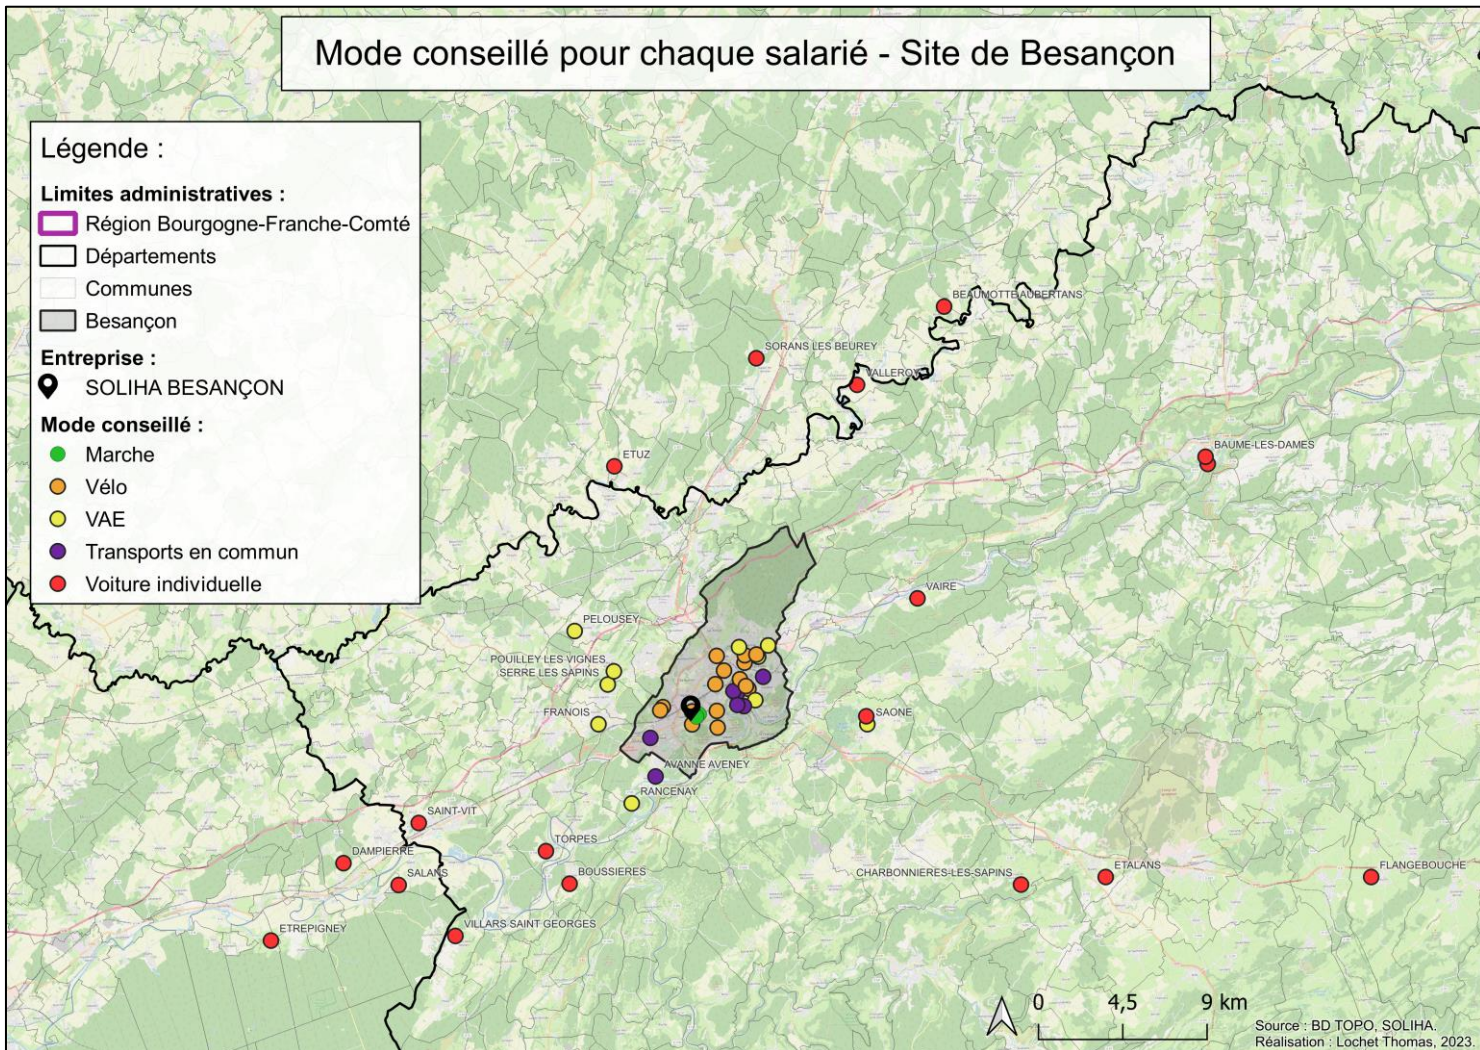 Mode conseillé pour chaque salarié - Site de Besançon
Légende :
Limites administratives :
Région Bourgogne-Franche-Comté
Départements
Communes
Besançon
Entreprise :
SOLIHA BESANÇON
Mode conseillé :
Marche
Vélo
VAE
Transports en commun
Voiture individuelle
BEAUMOTTE AUBERTANS
SORANS LES BEUREY
VALLEROY
ETUZ
BAUME-LES-DAMES
VAIRE
PELOUSEY
POUILLEY LES VIGNES
SERRE LES SAPINS
FRANOIS
SAONE
AVANNE AVENEY
RANCENAY
SAINT-VIT
TORPES
DAMPIERRE
SALANS
BOUSSIERES
CHARBONNIERES-LES-SAPINS
ETALANS
FLANGEBOUCHE
VILLARS SAINT GEORGES
ETREPIGNEY
0 4,5 9 km
Source : BD TOPO, SOLIHA.
Réalisation : Lochet Thomas, 2023.